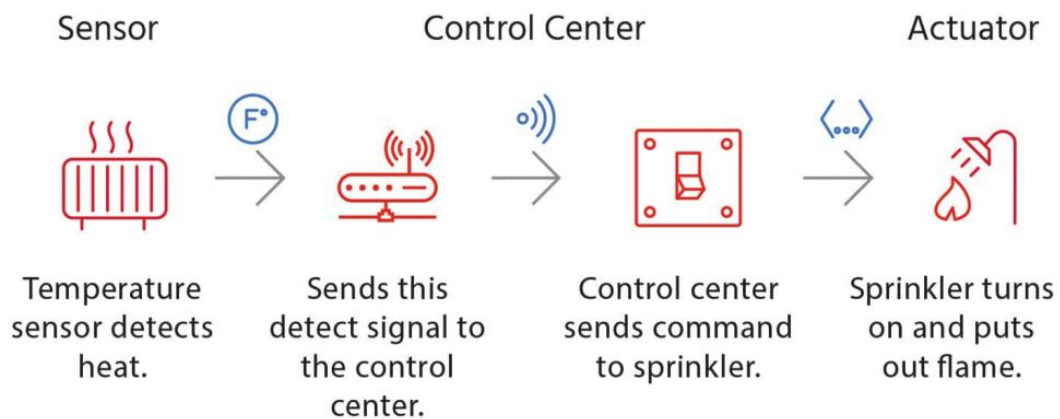 Sensor
Control Center
Actuator
F°
Temperature
sensor detects
heat.
Sends this
detect signal to
the control
center.
Control center
sends command
to sprinkler.
Sprinkler turns
on and puts
out flame.